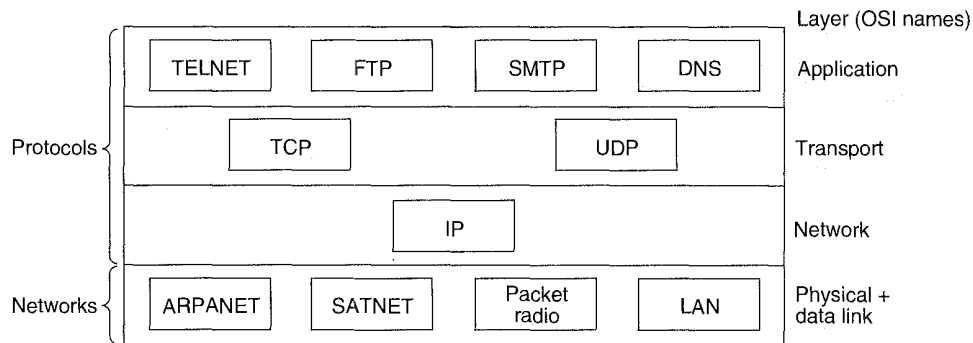 Layer (OSI names)
TELNET FTP SMTP DNS Application
Protocols TCP UDP Transport
IP Network
Networks ARPANET SATNET Packet radio LAN Physical + data link